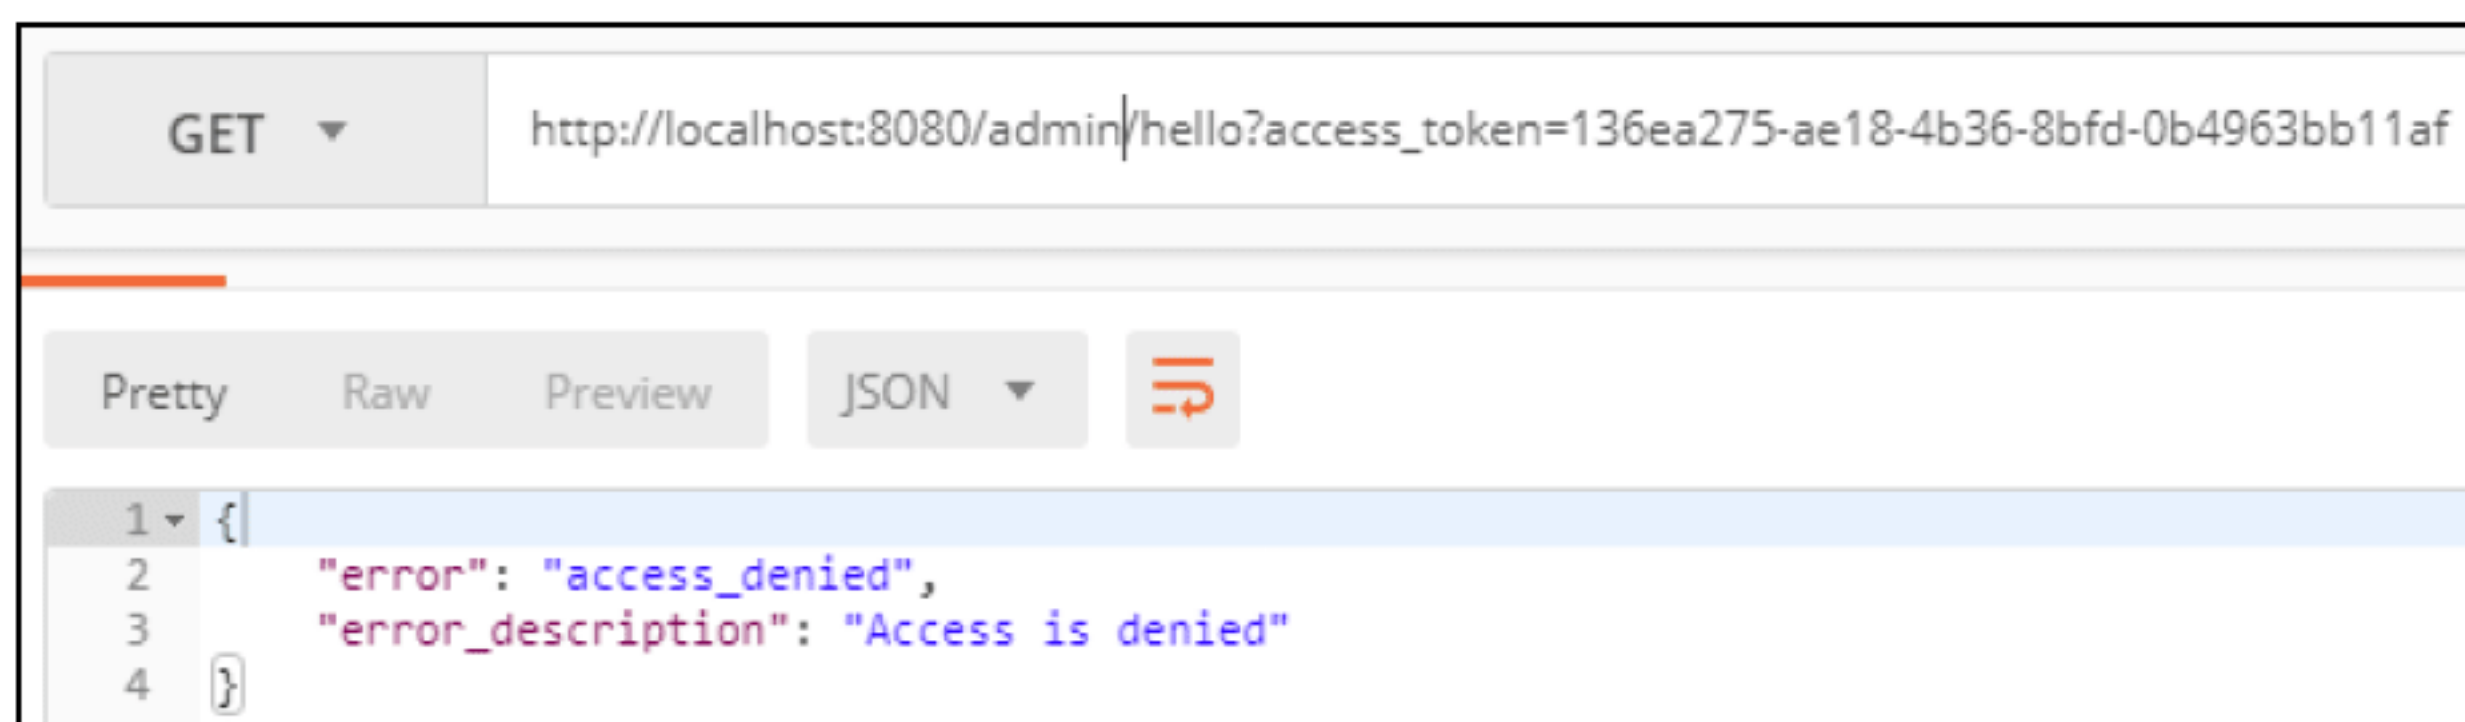 GET http://localhost:8080/admin/hello?access_token=136ea275-ae18-4b36-8bfd-0b4963bb11af
Pretty Raw Preview JSON
1 {
2 "error": "access_denied",
3 "error_description": "Access is denied"
4 }